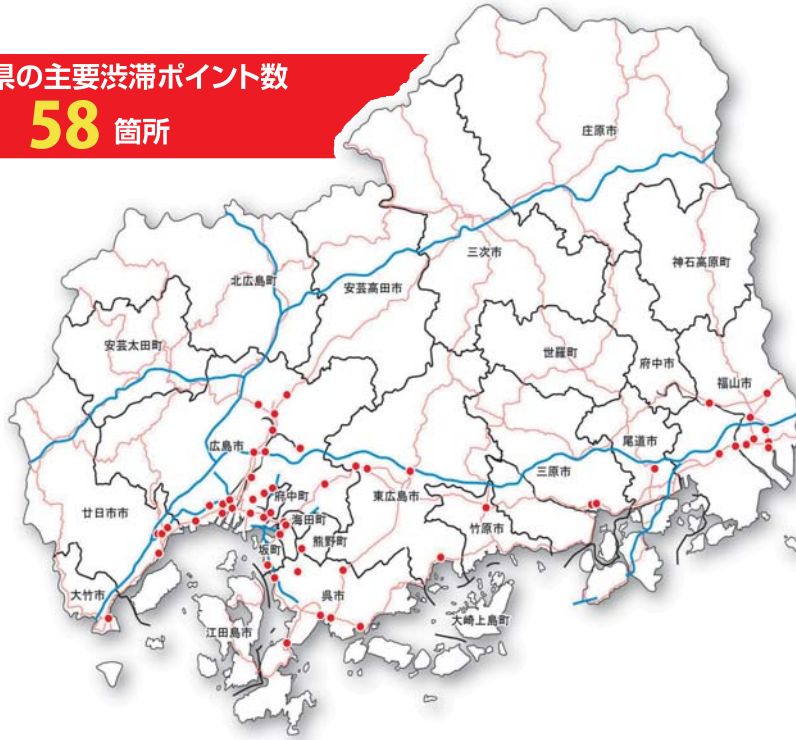 県の主要渋滞ポイント数
58 箇所
庄原市
三次市
神石高原町
北広島町
安芸高田市
安芸太田町
世羅町
府中市
福山市
広島市
尾道市
三原市
東広島市
府中町
廿日市市
海田町
竹原市
熊野町
坂町
大竹市
呉市
大崎上島町
江田島市